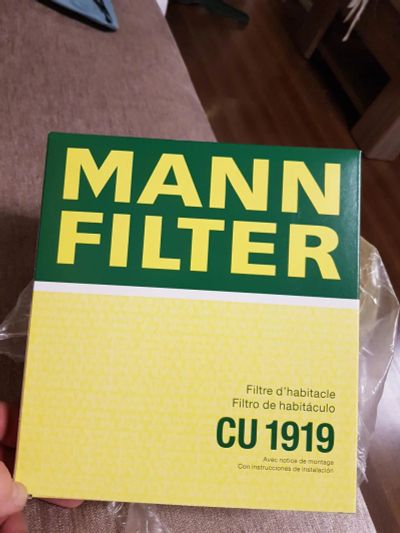 MANN
FILTER
Filtre d'habitacle
Filtro de habitáculo
CU 1919
Avec notice de montage
Con instrucciones de instalación